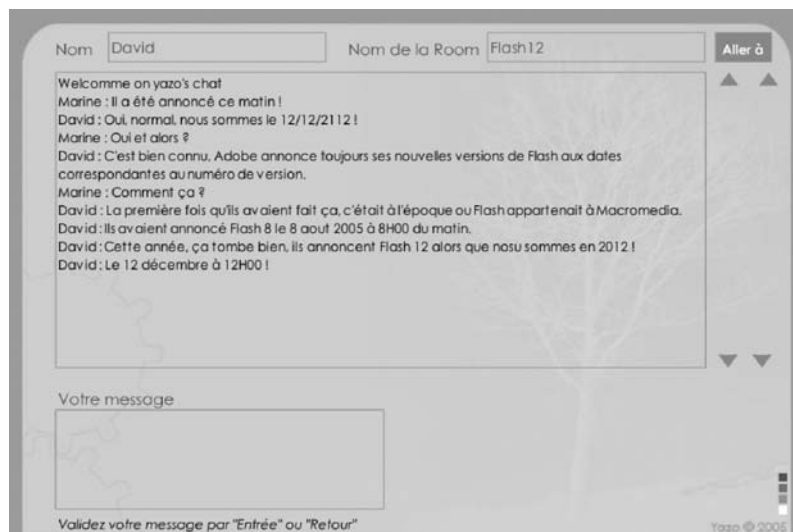 Nom David Nom de la Room Flash12 Aller à
Welcomme on yazo's chat
Marine : Il a été annoncé ce matin !
David : Oui, normal, nous sommes le 12/12/2112 !
Marine : Oui et alors ?
David : C'est bien connu, Adobe annonce toujours ses nouvelles versions de Flash aux dates
correspondantes au numéro de version.
Marine : Comment ça ?
David : La première fois qu'ils avaient fait ça, c'était à l'époque ou Flash appartenait à Macromedia.
David : Ils avaient annoncé Flash 8 le 8 aout 2005 à 8H00 du matin.
David : Cette année, ça tombe bien, ils annoncent Flash 12 alors que nosu sommes en 2012 !
David : Le 12 décembre à 12H00 !
Votre message
Validez votre message par "Entrée" ou "Retour"
Yazo © 2005